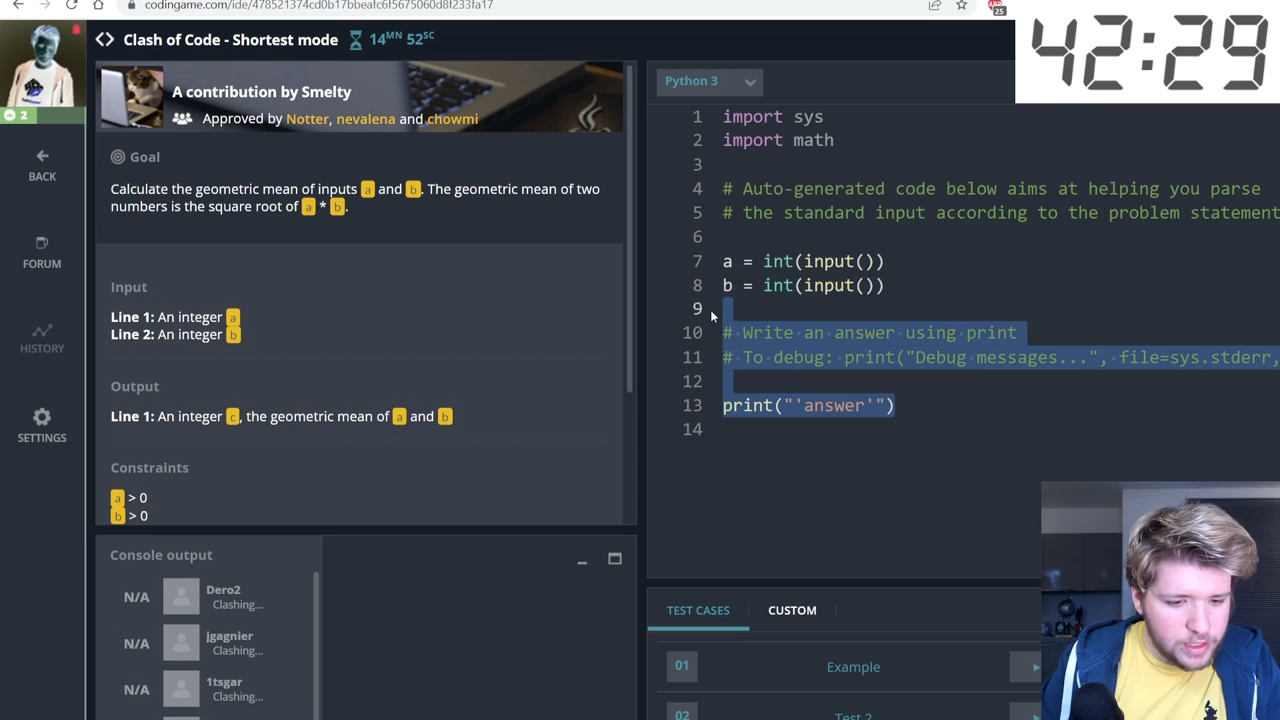 codingame.com/ide/478521374cd0b17bbeafc6f5675060d8f233fa17
25
42:29
Clash of Code - Shortest mode
14MN 52SC
2
A contribution by Smelty
Approved by Notter, nevalena and chowmi
BACK
FORUM
HISTORY
SETTINGS
Goal
Calculate the geometric mean of inputs a and b. The geometric mean of two
numbers is the square root of a * b.
Input
Line 1: An integer a
Line 2: An integer b
Output
Line 1: An integer c, the geometric mean of a and b
Constraints
a > 0
b > 0
Console output
N/A
Dero2
Clashing...
N/A
jgagnier
Clashing...
N/A
1tsgar
Clashing...
Python 3
1 import sys
2 import math
3
4 # Auto-generated code below aims at helping you parse
5 # the standard input according to the problem statement
6
7 a = int(input())
8 b = int(input())
9
10 # Write an answer using print
11 # To debug: print("Debug messages...", file=sys.stderr,
12
13 print("'answer'")
14
TEST CASES
CUSTOM
01 Example
02 Test 2